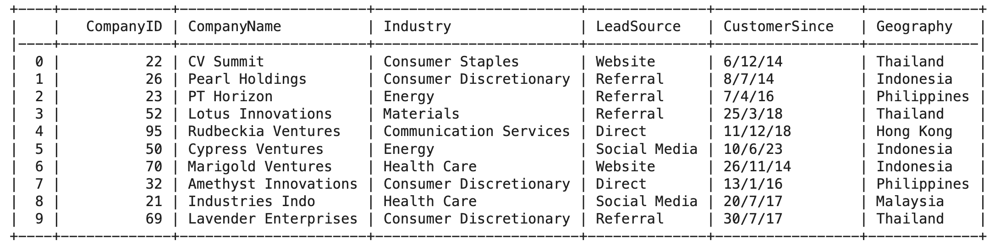 +----+-------------+----------------------+------------------------+--------------+-----------------+-------------+
|    |   CompanyID | CompanyName          | Industry               | LeadSource   | CustomerSince   | Geography   |
|----+-------------+----------------------+------------------------+--------------+-----------------+-------------|
|  0 |          22 | CV Summit            | Consumer Staples       | Website      | 6/12/14         | Thailand    |
|  1 |          26 | Pearl Holdings       | Consumer Discretionary | Referral     | 8/7/14          | Indonesia   |
|  2 |          23 | PT Horizon           | Energy                 | Referral     | 7/4/16          | Philippines |
|  3 |          52 | Lotus Innovations    | Materials              | Referral     | 25/3/18         | Thailand    |
|  4 |          95 | Rudbeckia Ventures   | Communication Services | Direct       | 11/12/18        | Hong Kong   |
|  5 |          50 | Cypress Ventures     | Energy                 | Social Media | 10/6/23         | Indonesia   |
|  6 |          70 | Marigold Ventures    | Health Care            | Website      | 26/11/14        | Indonesia   |
|  7 |          32 | Amethyst Innovations | Consumer Discretionary | Direct       | 13/1/16         | Philippines |
|  8 |          21 | Industries Indo      | Health Care            | Social Media | 20/7/17         | Malaysia    |
|  9 |          69 | Lavender Enterprises | Consumer Discretionary | Referral     | 30/7/17         | Thailand    |
+----+-------------+----------------------+------------------------+--------------+-----------------+-------------+